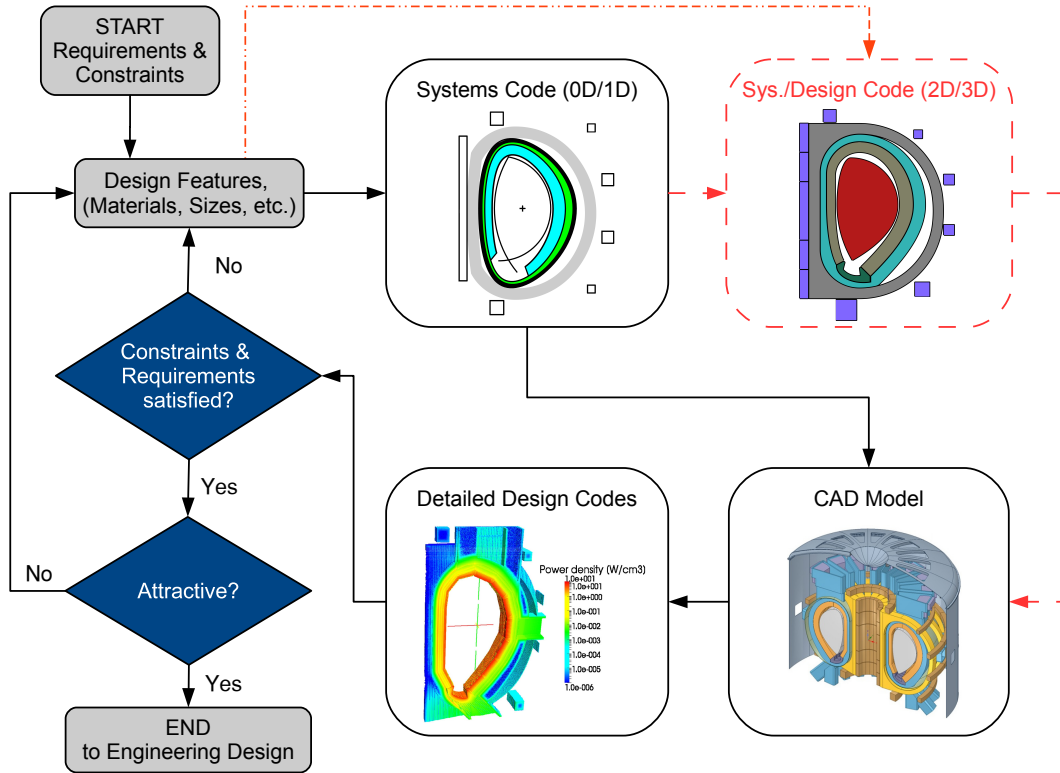 START
Requirements &
Constraints
Systems Code (0D/1D)
Sys./Design Code (2D/3D)
Design Features,
(Materials, Sizes, etc.)
No
Constraints &
Requirements
satisfied?
Yes
Detailed Design Codes
CAD Model
Power density (W/cm3)
1.0e+001
1.0e+001
1.0e+000
1.0e-001
1.0e-002
1.0e-003
1.0e-004
1.0e-005
1.0e-006
No
Attractive?
Yes
END
to Engineering Design